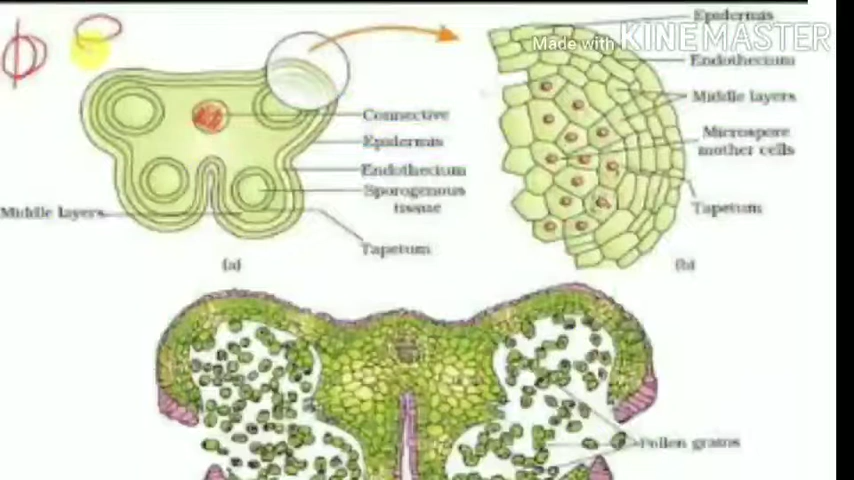 Epidermis
Made with KINEMASTER
Endothecium
Middle layers
Connective
Microspore
mother cells
Epidermis
Endothecium
Sporogenous
tissue
Middle layers
Tapetum
Tapetum
(a)
(b)
Pollen grains